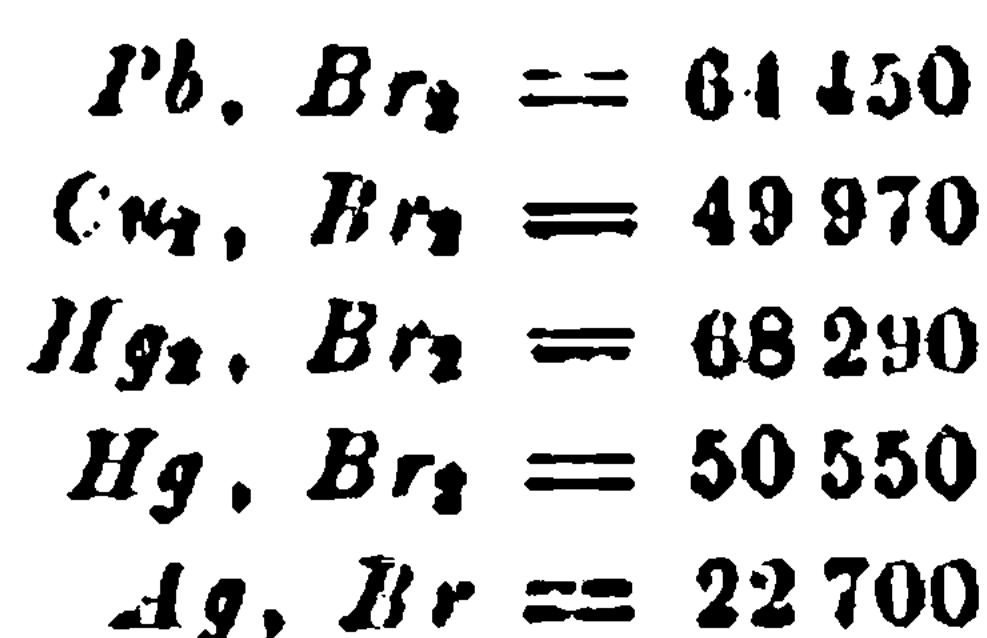 Pb, Br₂ = 64 450
Cu₂, Br₂ = 49 970
Hg₂, Br₂ = 68 290
Hg, Br₂ = 50 550
Ag, Br = 22 700